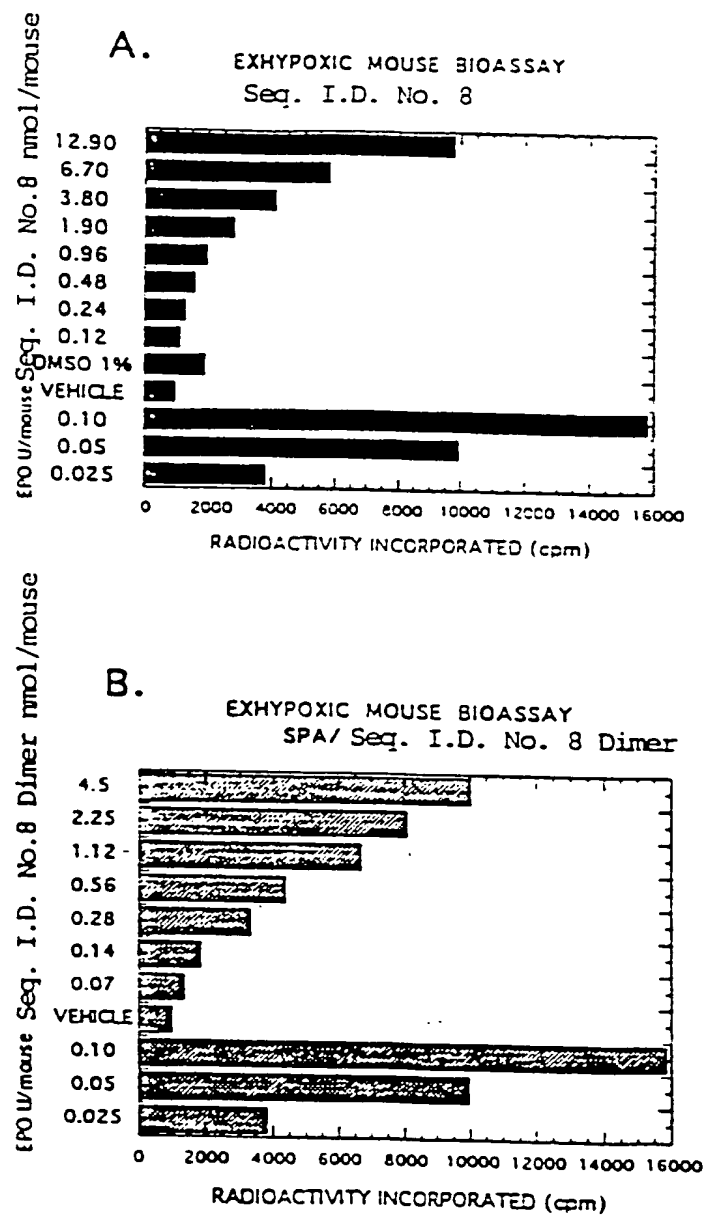 A.
EXHYPOXIC MOUSE BIOASSAY
Seq. I.D. No. 8
EPO U/mouse Seq. I.D. No.8 nmol/mouse
12.90
6.70
3.80
1.90
0.96
0.48
0.24
0.12
DMSO 1%
VEHICLE
0.10
0.05
0.025
0 2000 4000 6000 8000 10000 12000 14000 16000
RADIOACTIVITY INCORPORATED (cpm)
B.
EXHYPOXIC MOUSE BIOASSAY
SPA/ Seq. I.D. No. 8 Dimer
EPO U/mouse Seq. I.D. No.8 Dimer nmol/mouse
4.5
2.25
1.12
0.56
0.28
0.14
0.07
VEHICLE
0.10
0.05
0.025
0 2000 4000 6000 8000 10000 12000 14000 16000
RADIOACTIVITY INCORPORATED (cpm)